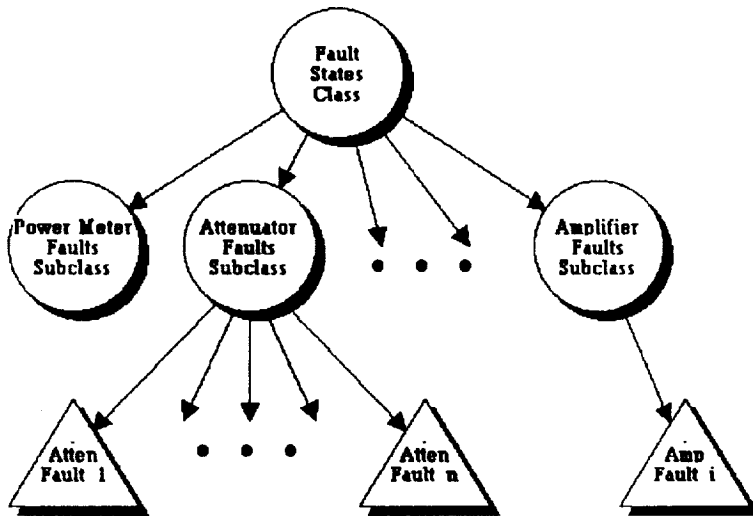 Fault
States
Class
Power Meter
Faults
Subclass
Attenuator
Faults
Subclass
• • •
Amplifier
Faults
Subclass
Atten
Fault 1
• • •
Atten
Fault n
Amp
Fault i